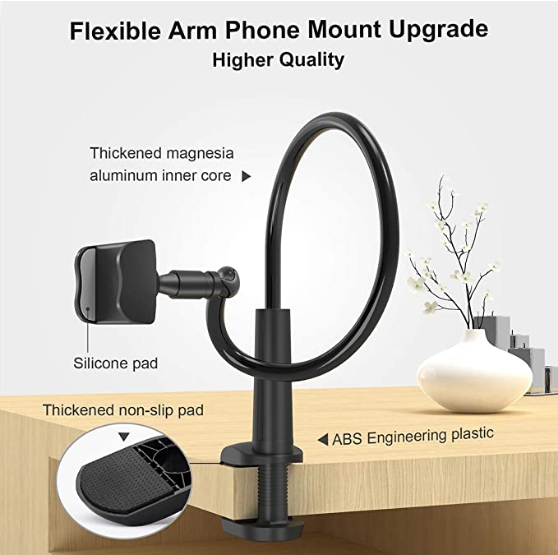 Flexible Arm Phone Mount Upgrade
Higher Quality
Thickened magnesia
aluminum inner core
Silicone pad
Thickened non-slip pad
ABS Engineering plastic